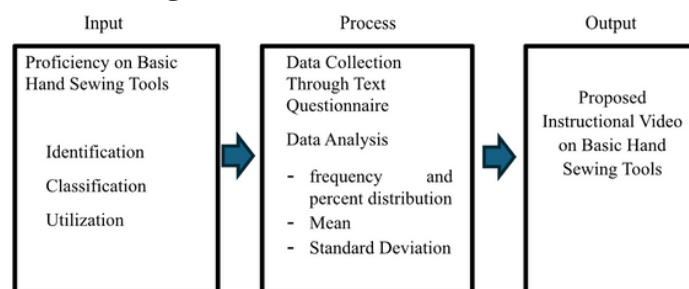 Input
Process
Output
Proficiency on Basic
Hand Sewing Tools
Identification
Classification
Utilization
Data Collection
Through Text
Questionnaire
Data Analysis
- frequency and
percent distribution
- Mean
- Standard Deviation
Proposed
Instructional Video
on Basic Hand
Sewing Tools